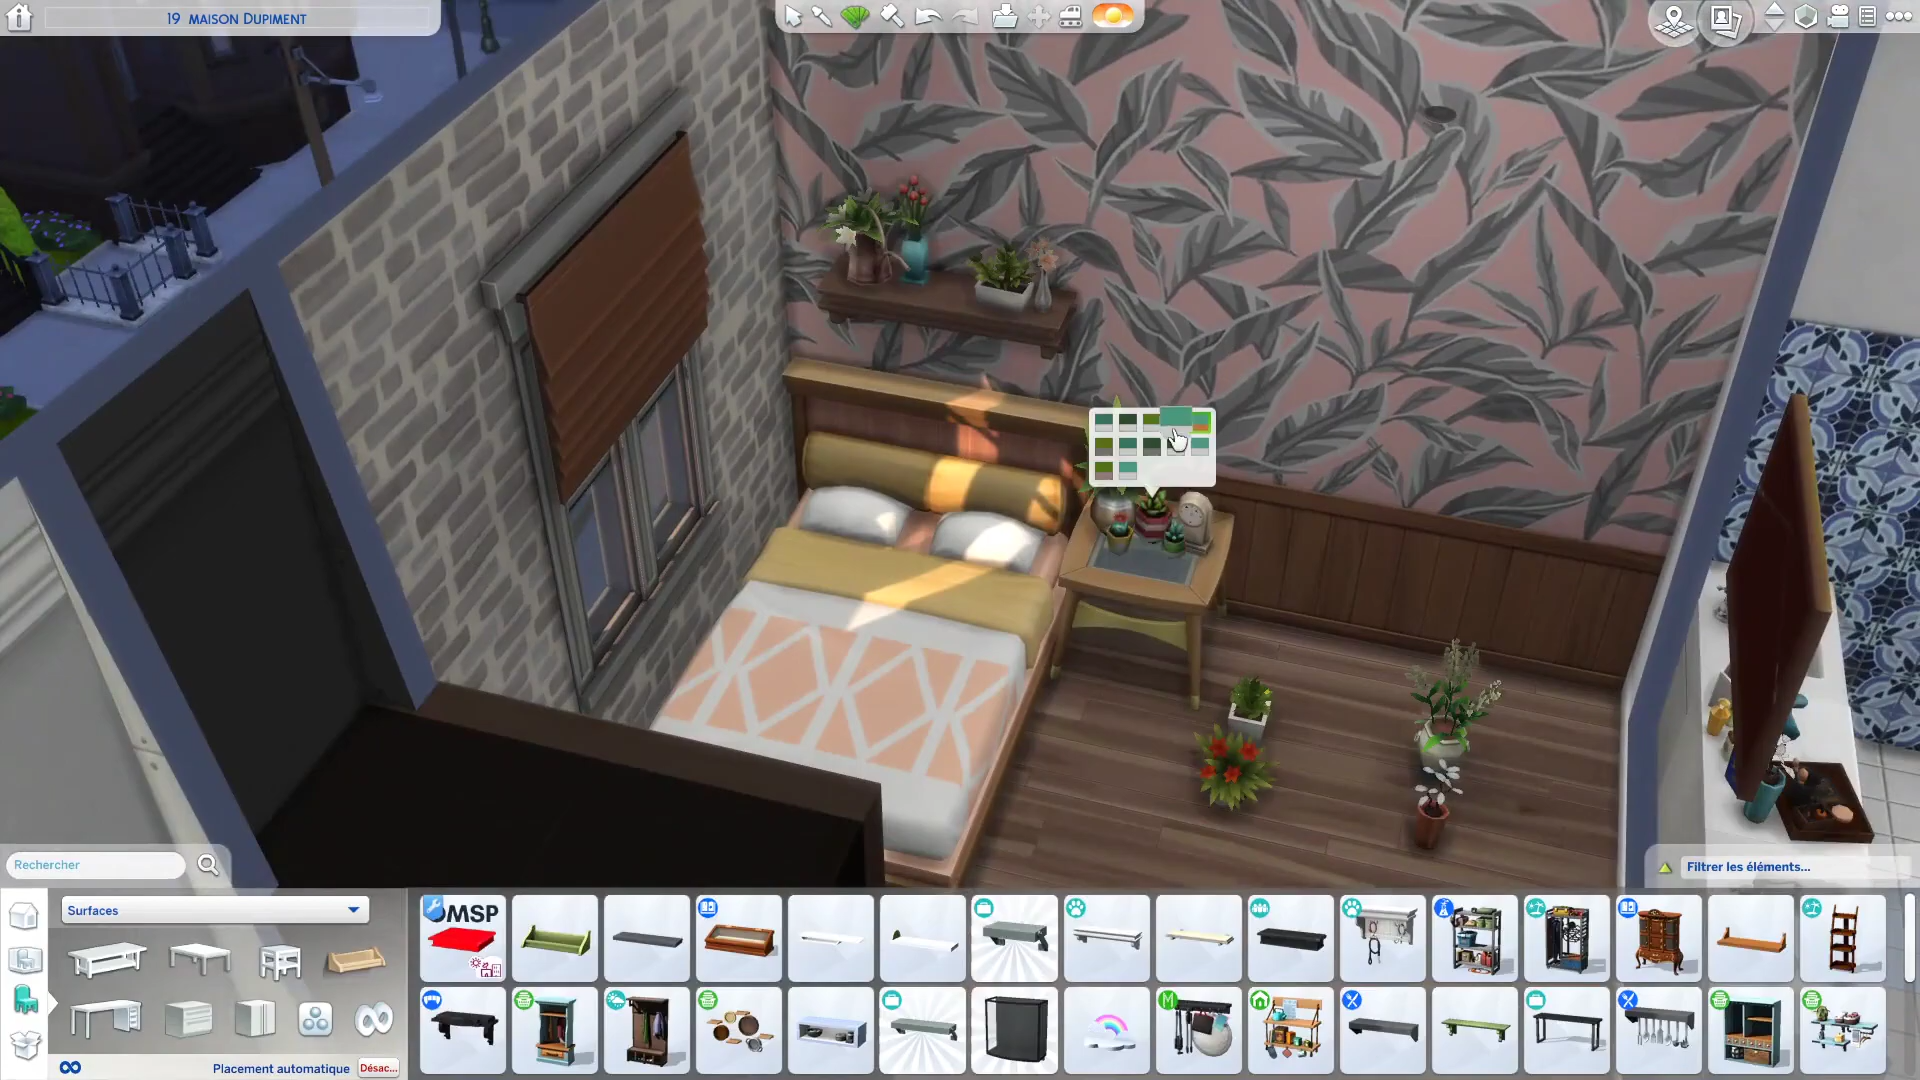 19 MAISON DUPIMENT
Rechercher
Filtrer les éléments...
Surfaces
MSP
M
Placement automatique
Désac...